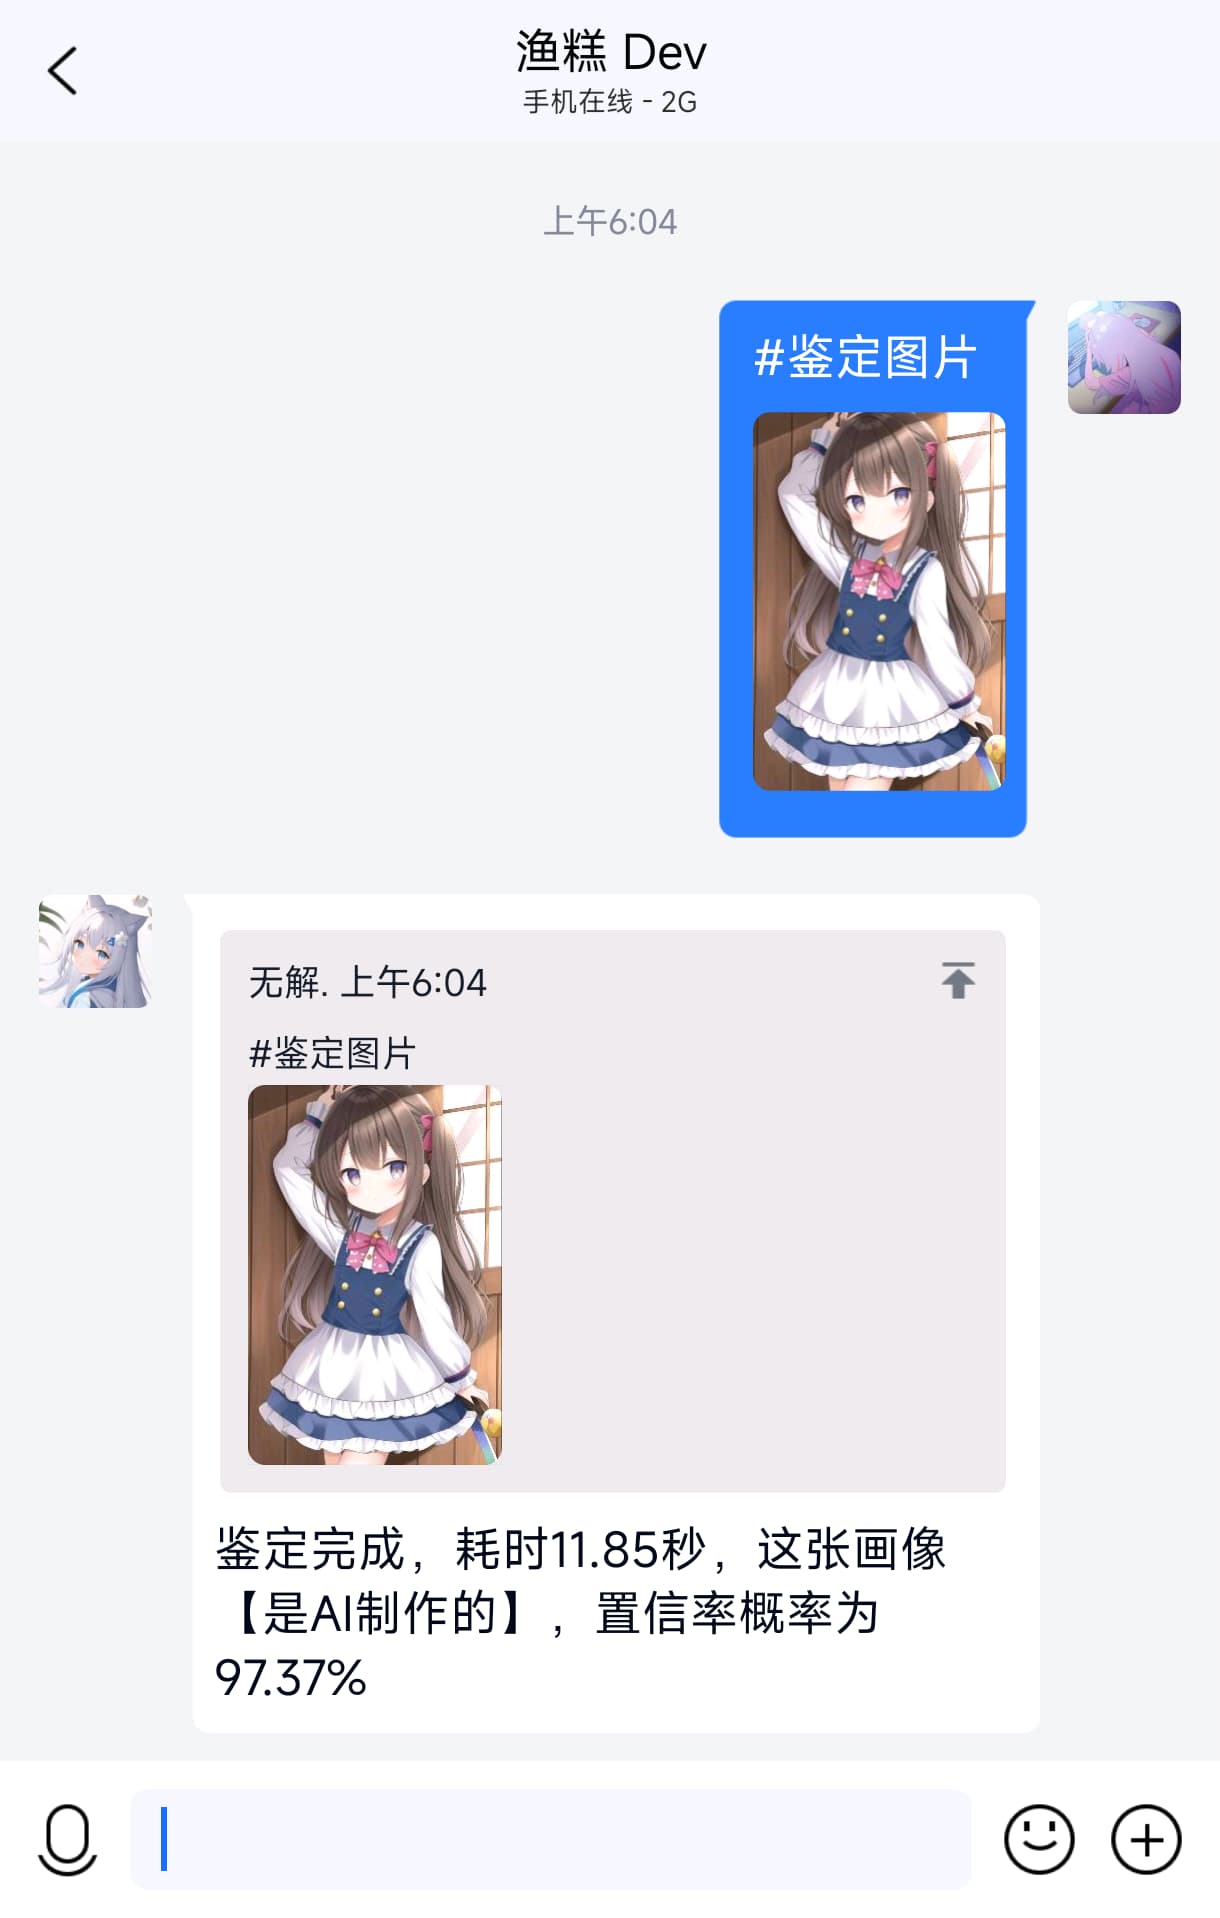 渔糕 Dev
手机在线 - 2G
上午6:04
#鉴定图片
无解. 上午6:04
#鉴定图片
鉴定完成，耗时11.85秒，这张画像
【是AI制作的】，置信率概率为
97.37%